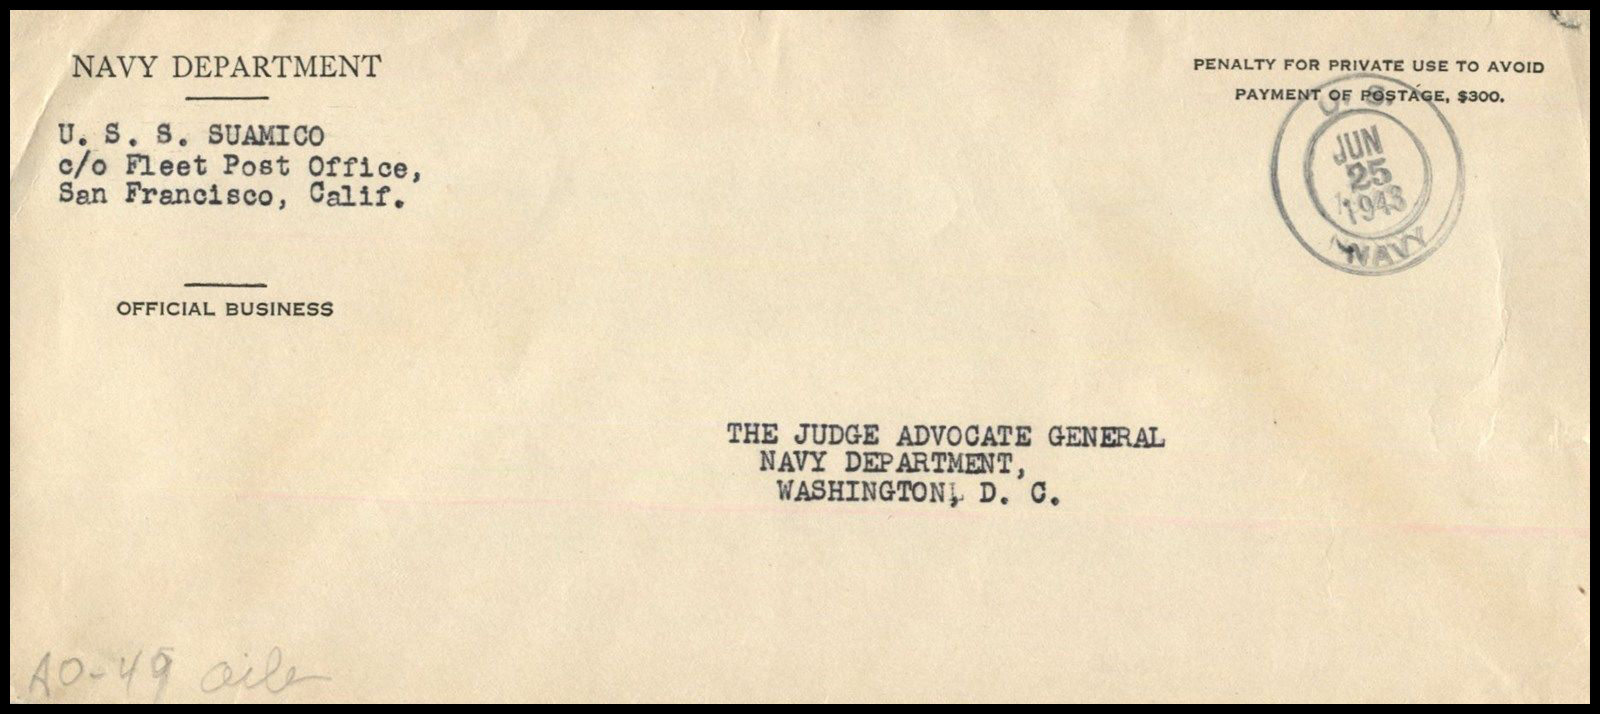 NAVY DEPARTMENT
U. S. S. SUAMICO
c/o Fleet Post Office,
San Francisco, Calif.
OFFICIAL BUSINESS
PENALTY FOR PRIVATE USE TO AVOID
PAYMENT OF POSTAGE, $300.
U. S.
JUN
25
1943
NAVY
THE JUDGE ADVOCATE GENERAL
NAVY DEPARTMENT,
WASHINGTON, D. C.
AO-49 oiler